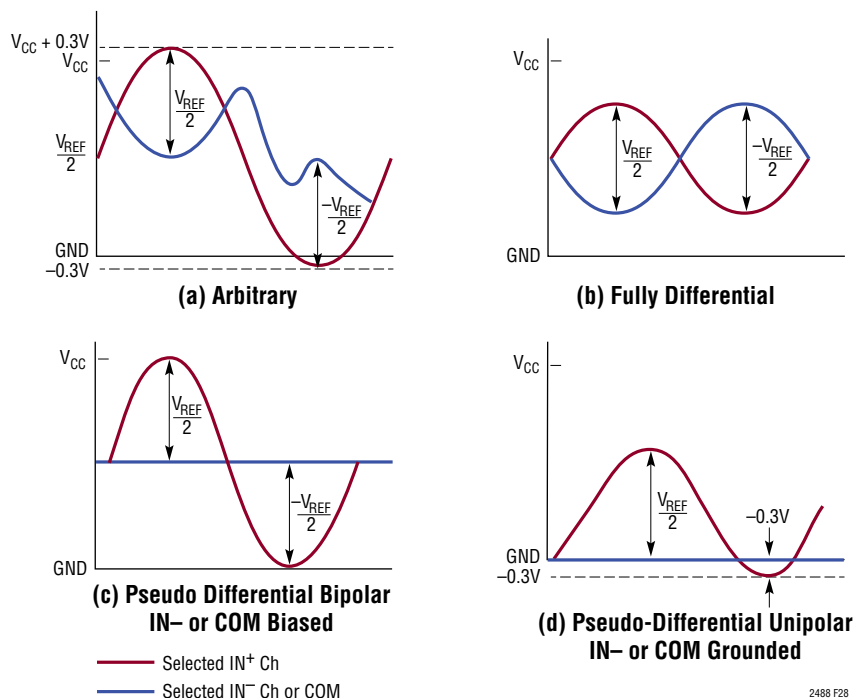 V_CC + 0.3V
V_CC
V_REF
2
V_REF
2
−V_REF
2
GND
−0.3V
(a) Arbitrary
V_CC
V_REF
2
−V_REF
2
GND
(b) Fully Differential
V_CC
V_REF
2
−V_REF
2
GND
(c) Pseudo Differential Bipolar
IN– or COM Biased
V_CC
V_REF
2
−0.3V
GND
−0.3V
(d) Pseudo-Differential Unipolar
IN– or COM Grounded
Selected IN⁺ Ch
Selected IN⁻ Ch or COM
2488 F28